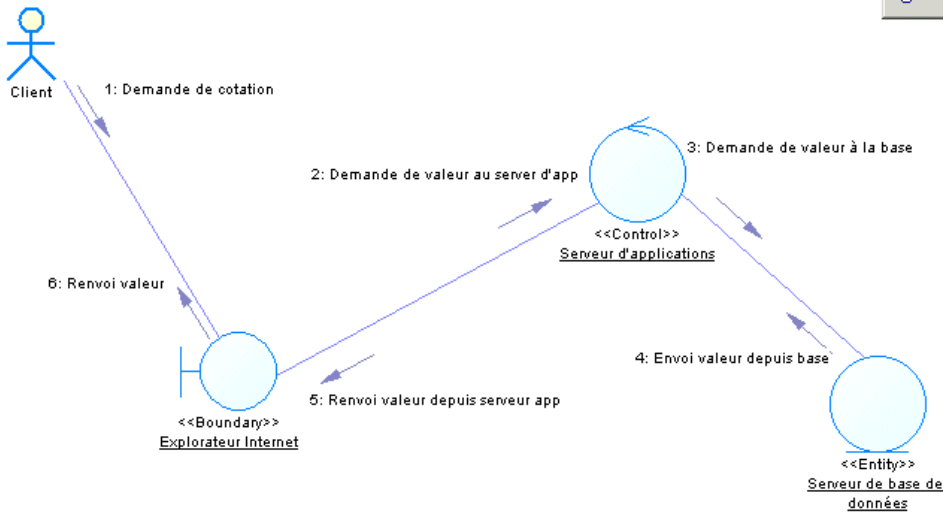 Client
1: Demande de cotation
2: Demande de valeur au server d'app
3: Demande de valeur à la base
<<Control>>
Serveur d'applications
6: Renvoi valeur
4: Envoi valeur depuis base
5: Renvoi valeur depuis serveur app
<<Boundary>>
Explorateur Internet
<<Entity>>
Serveur de base de
données